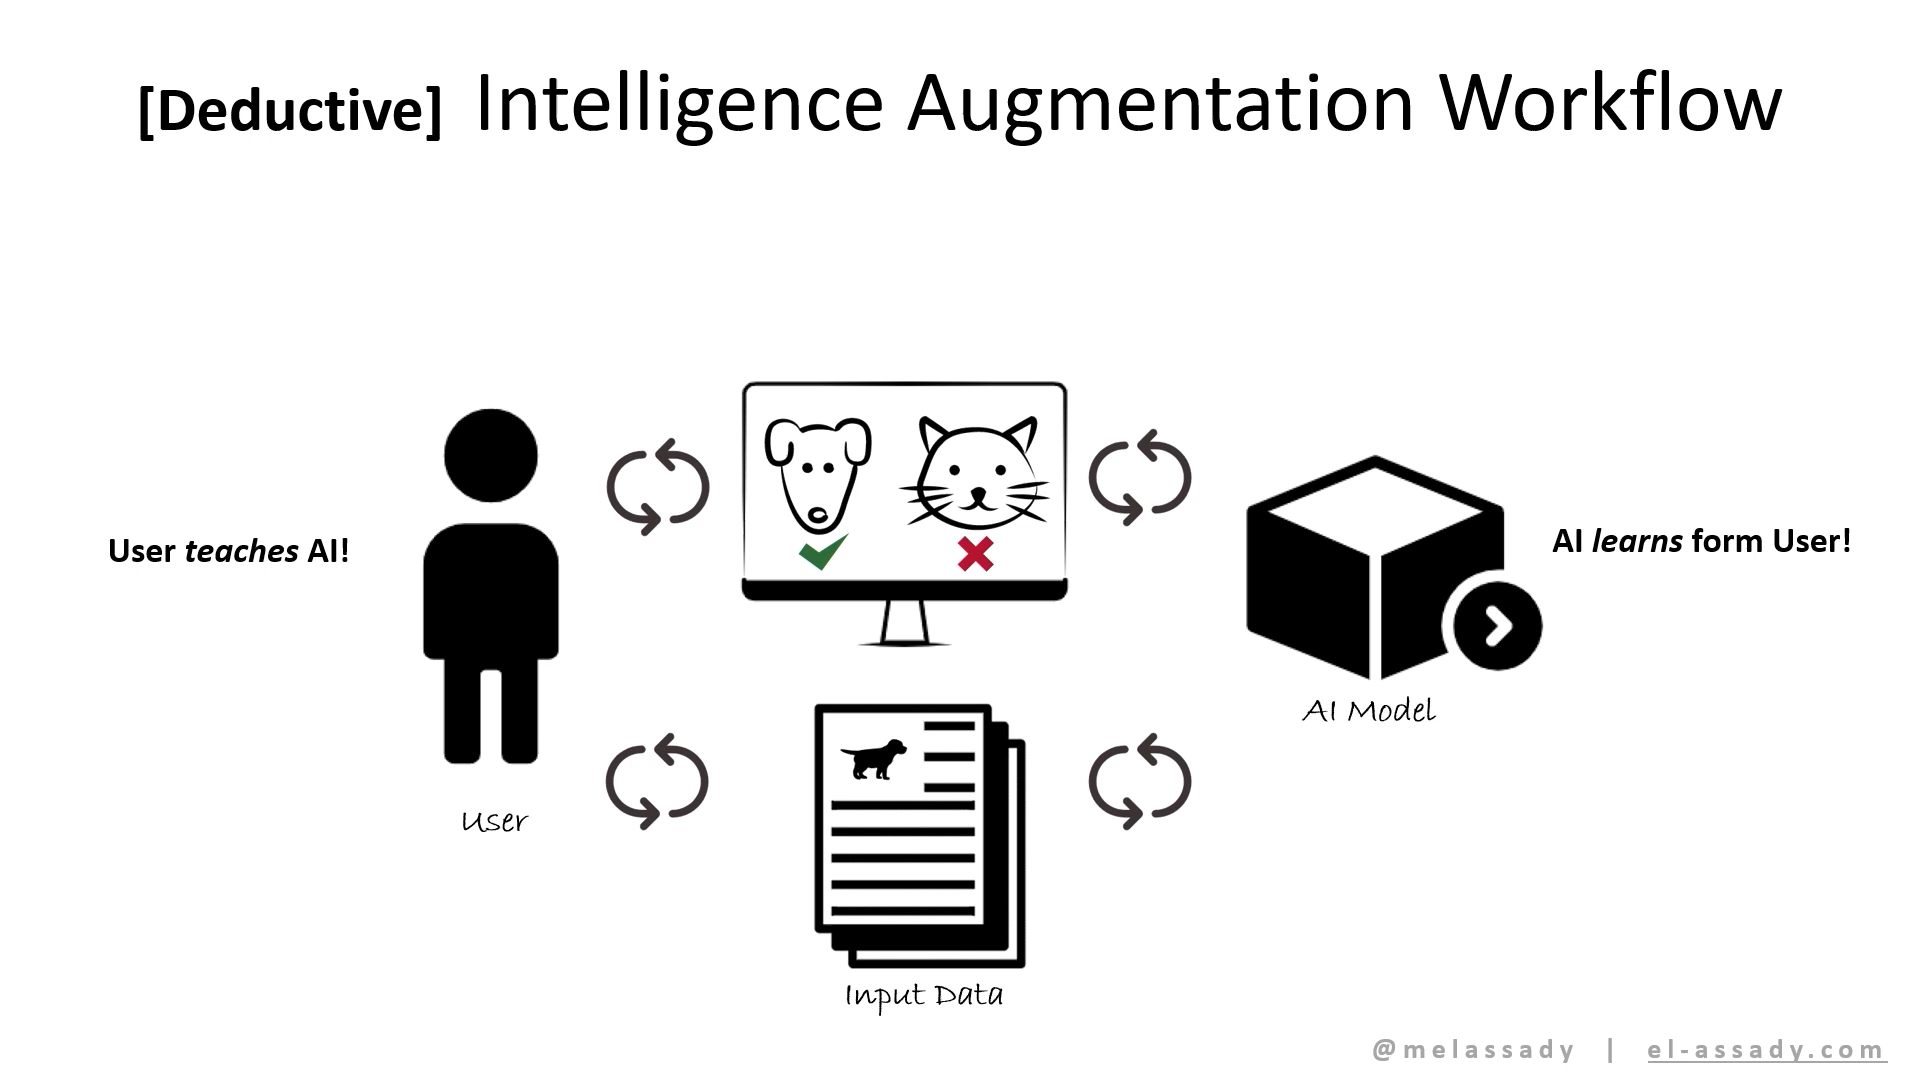 [Deductive] Intelligence Augmentation Workflow
User teaches AI!
AI learns form User!
AI Model
User
Input Data
@melassady | el-assady.com